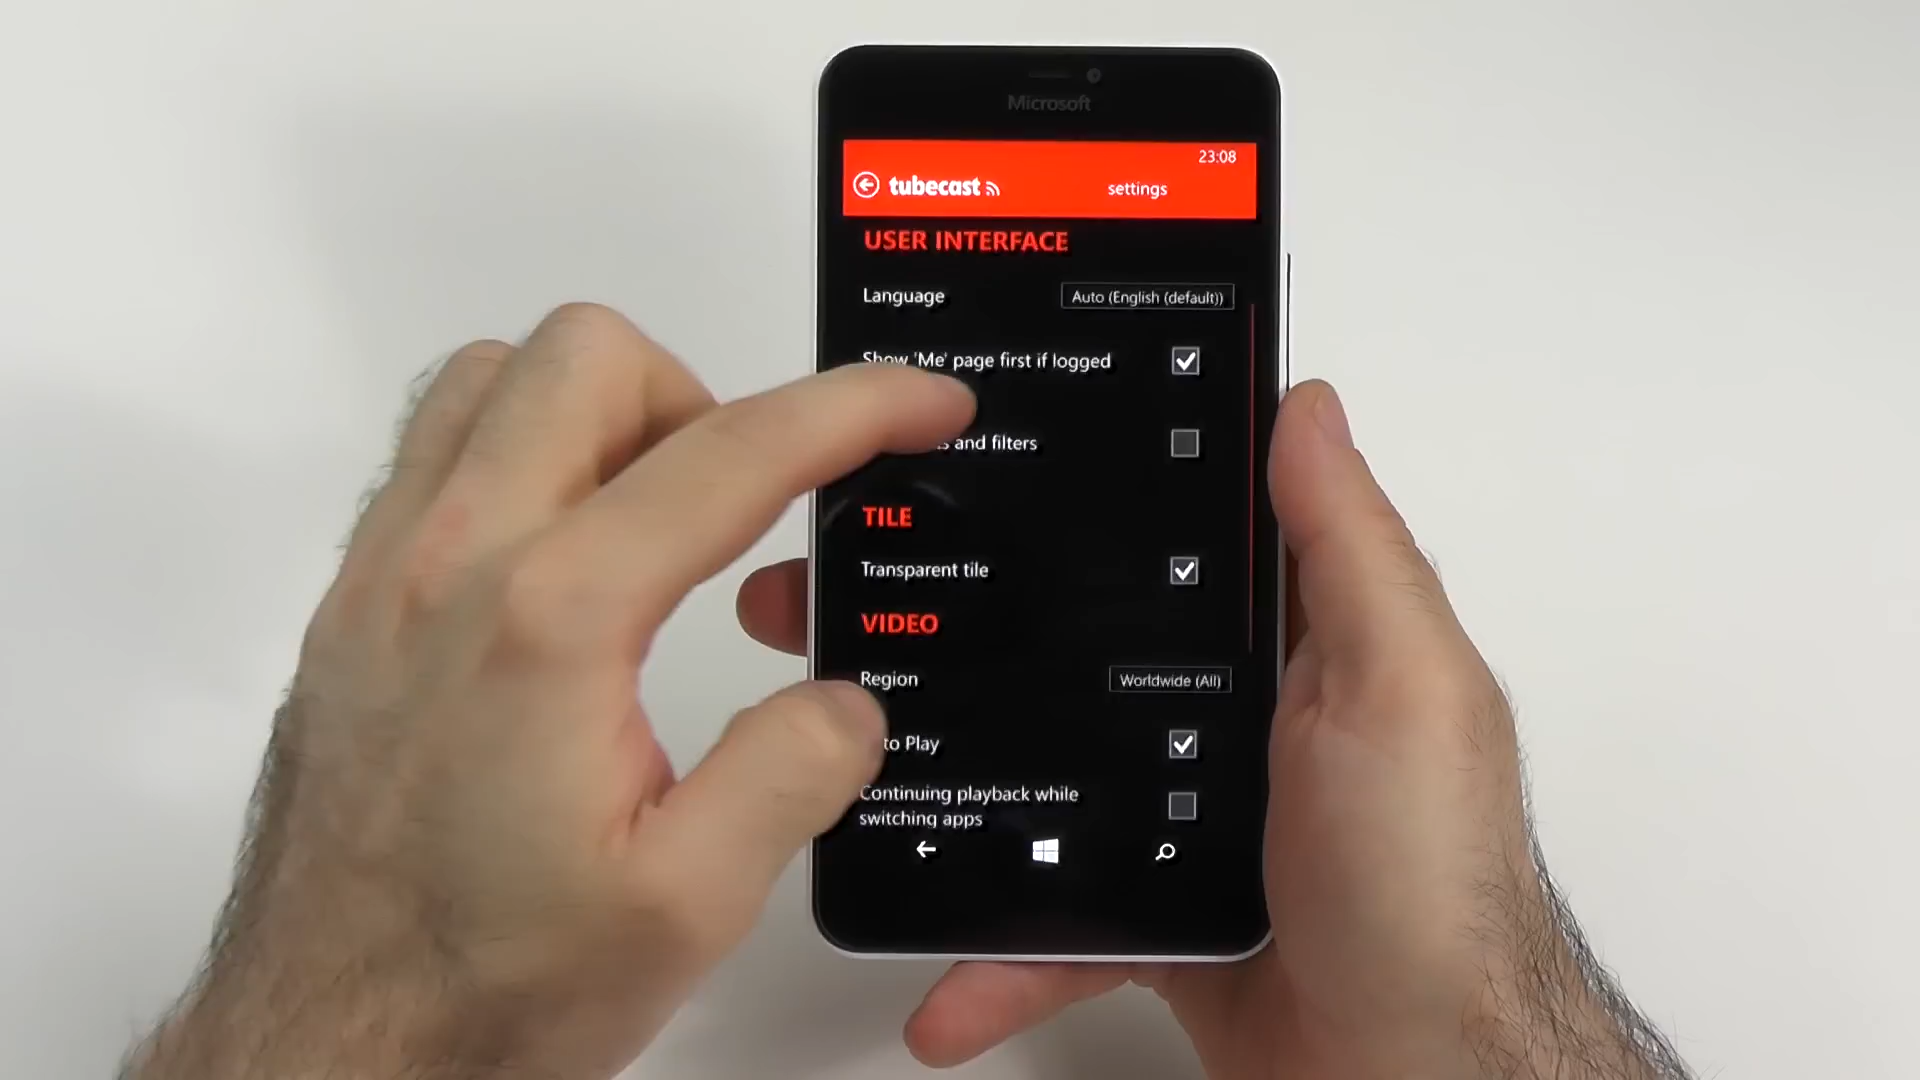 Microsoft
23:08
tubecast
settings
USER INTERFACE
Language
Auto (English (default))
Show 'Me' page first if logged
and filters
TILE
Transparent tile
VIDEO
Region
Worldwide (All)
to Play
Continuing playback while
switching apps